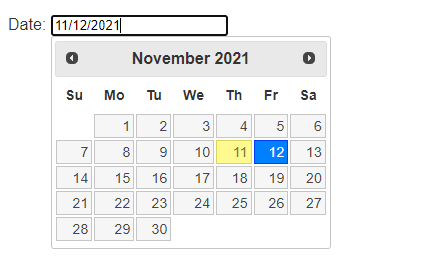 Date: 11/12/2021
November 2021
Su Mo Tu We Th Fr Sa
1 2 3 4 5 6
7 8 9 10 11 12 13
14 15 16 17 18 19 20
21 22 23 24 25 26 27
28 29 30